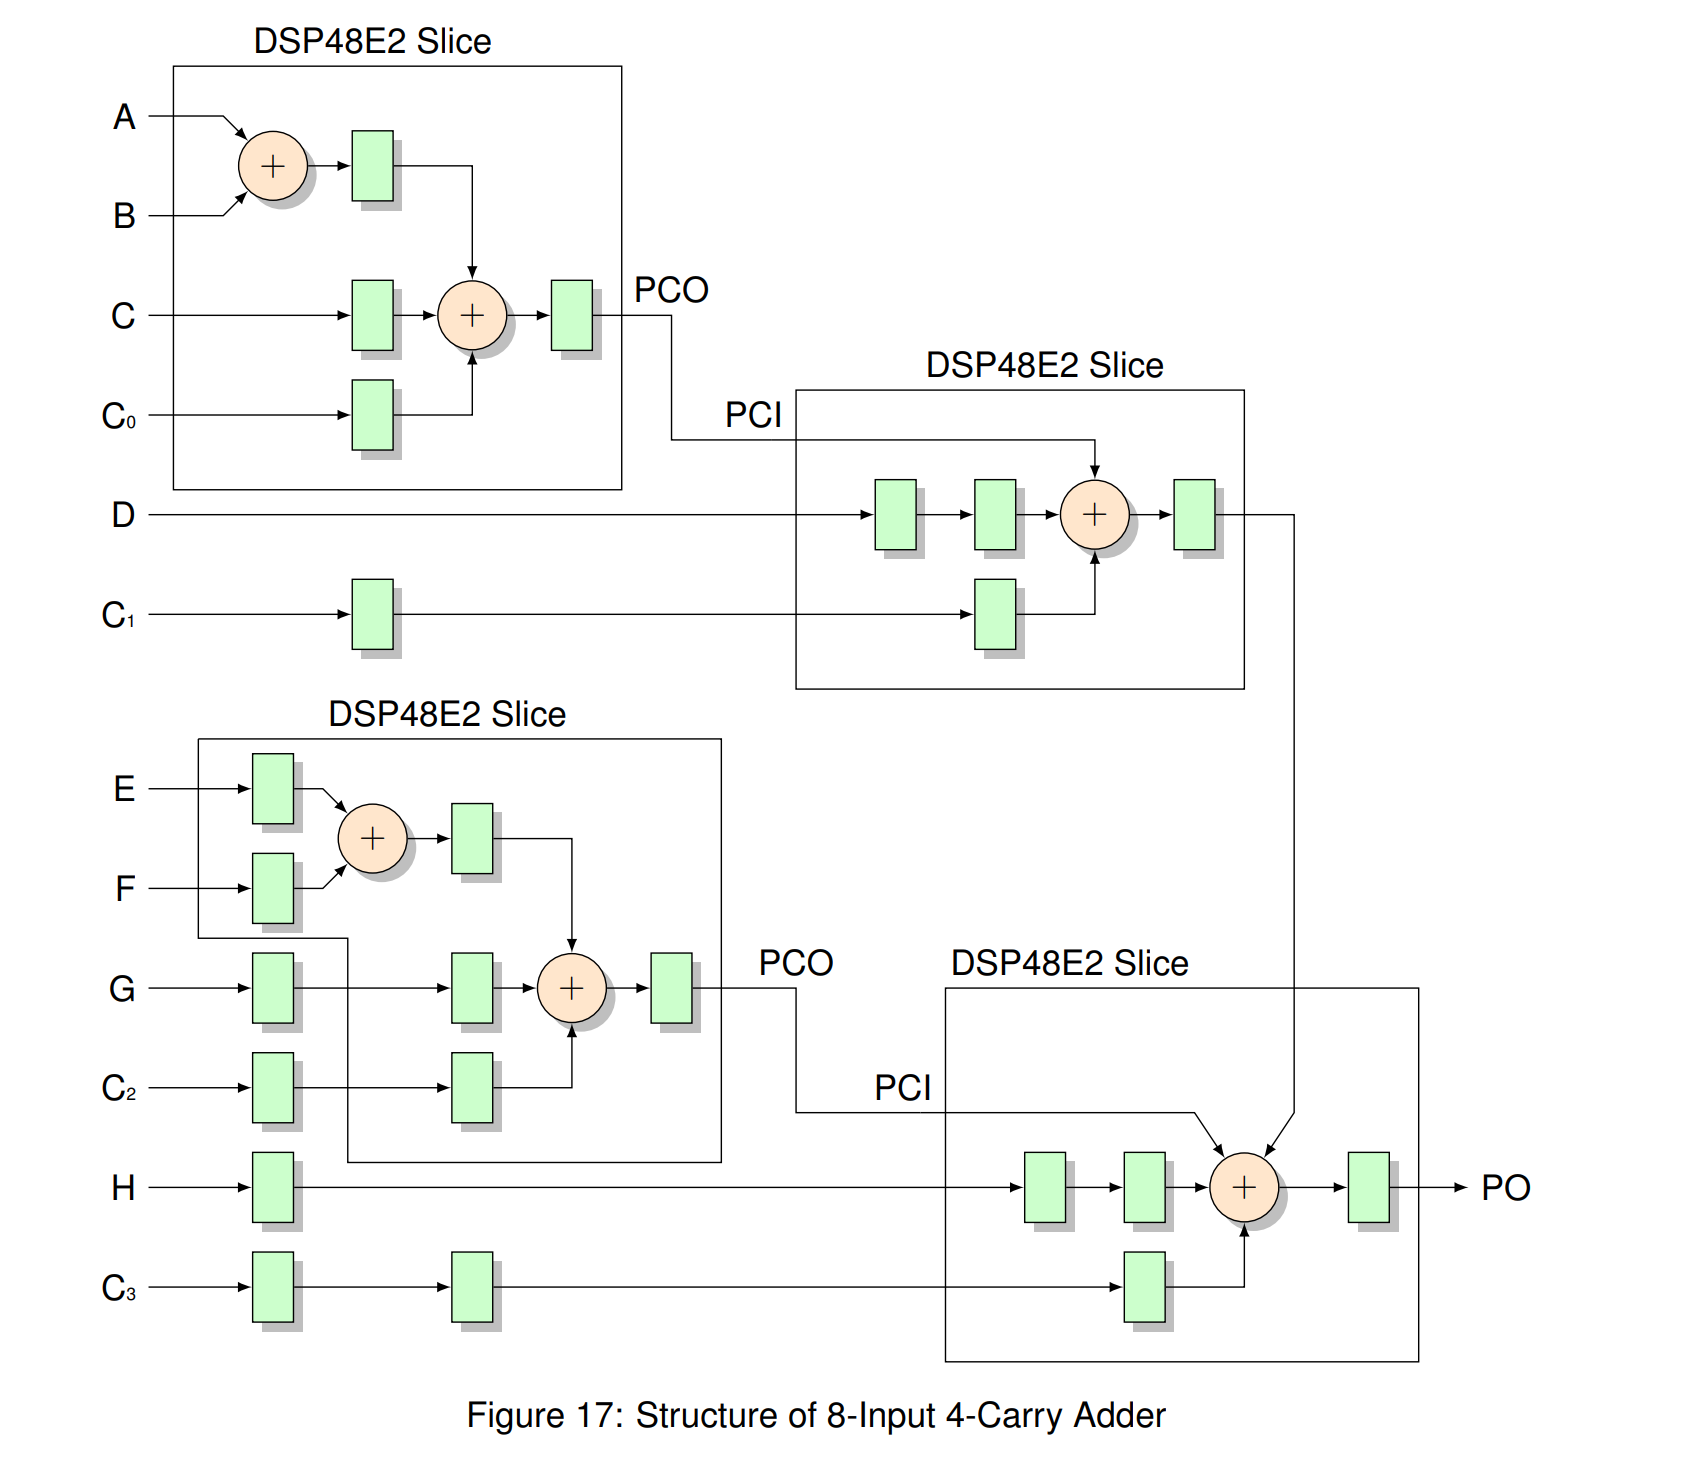 DSP48E2 Slice
A
B
C
C₀
PCO
DSP48E2 Slice
PCI
D
C₁
DSP48E2 Slice
E
F
G
C₂
PCO
DSP48E2 Slice
PCI
H
PO
C₃
Figure 17: Structure of 8-Input 4-Carry Adder